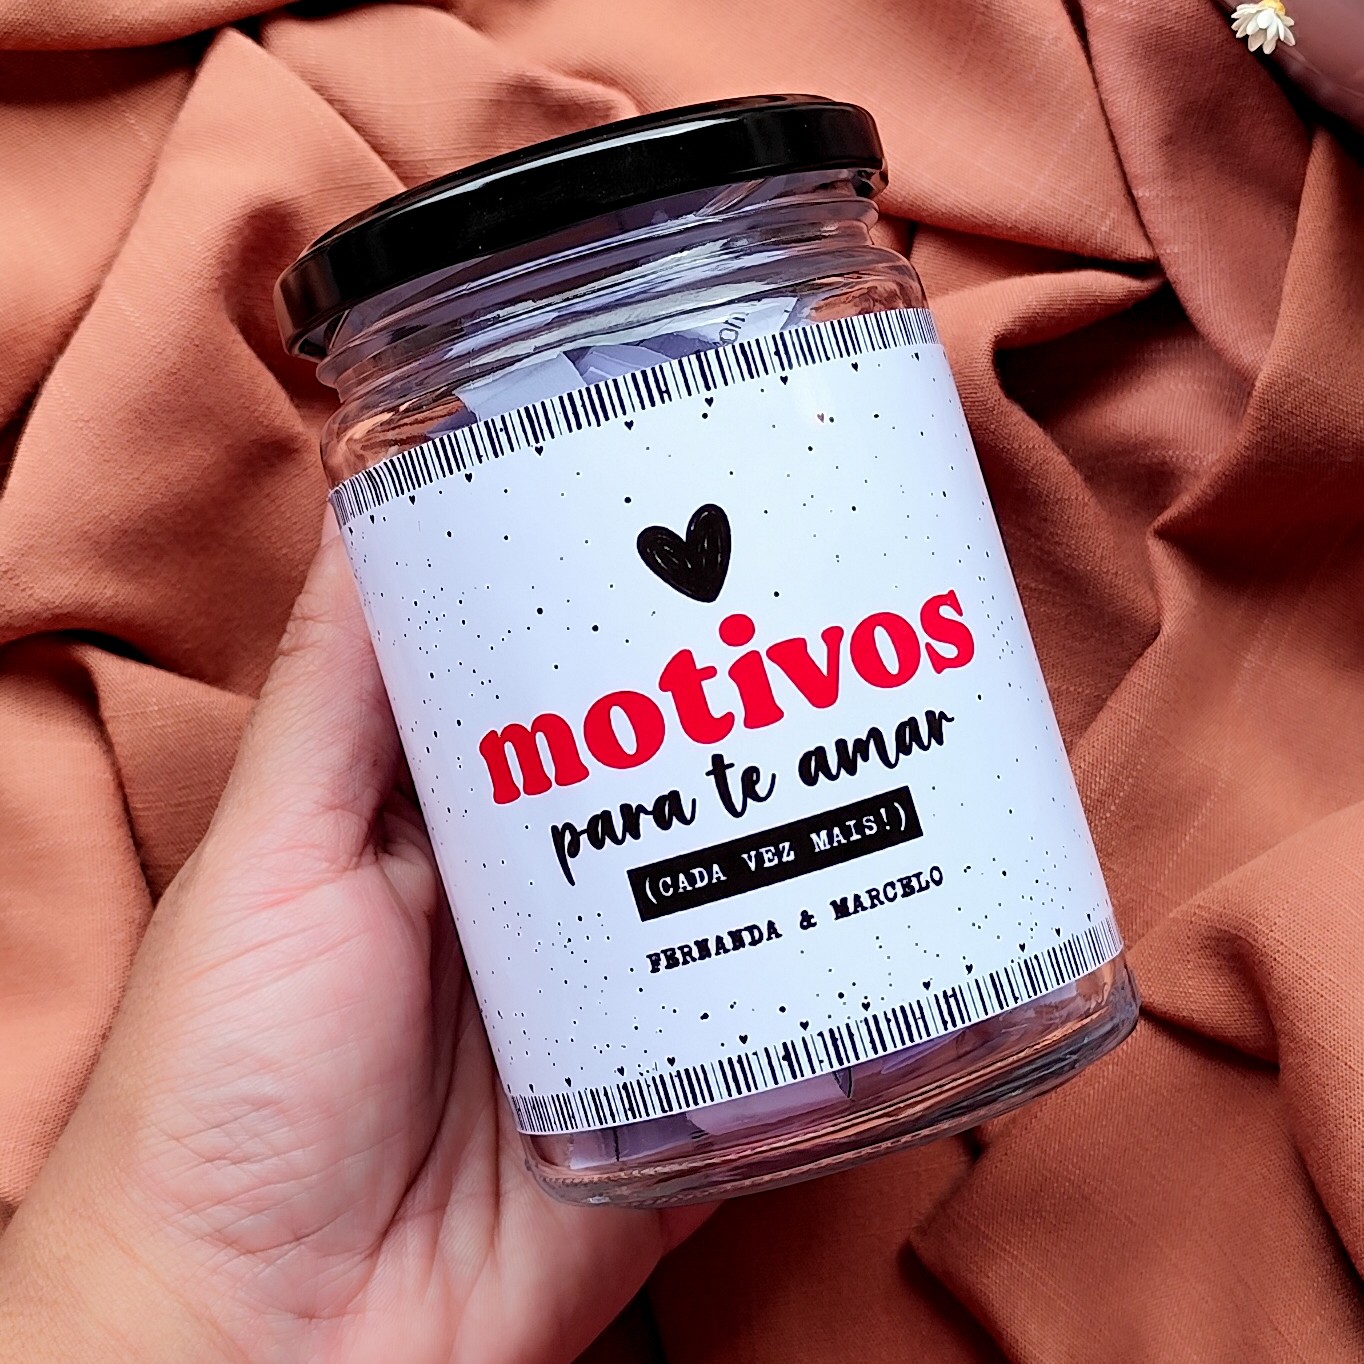 motivos
para te amar
(CADA VEZ MAIS!)
FERNANDA & MARCELO